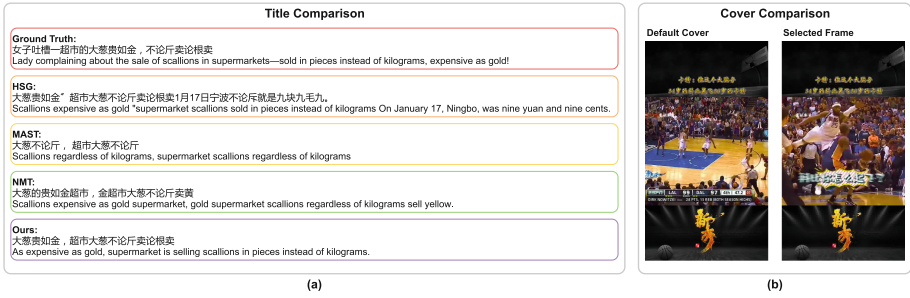 Title Comparison
Ground Truth:
女子吐槽一超市的大葱贵如金，不论斤卖论根卖
Lady complaining about the sale of scallions in supermarkets—sold in pieces instead of kilograms, expensive as gold!
HSG:
大葱贵如金〞超市大葱不论斤卖论根卖1月17日宁波不论斥就是九块九毛九。
Scallions expensive as gold "supermarket scallions sold in pieces instead of kilograms On January 17, Ningbo, was nine yuan and nine cents.
MAST:
大葱不论斤， 超市大葱不论斤
Scallions regardless of kilograms, supermarket scallions regardless of kilograms
NMT:
大葱的贵如金超市，金超市大葱不论斤卖黄
Scallions expensive as gold supermarket, gold supermarket scallions regardless of kilograms sell yellow.
Ours:
大葱贵如金，超市大葱不论斤卖论根卖
As expensive as gold, supermarket is selling scallions in pieces instead of kilograms.
(a)
Cover Comparison
Default Cover
Selected Frame
LAL 99 DAL 97
(b)